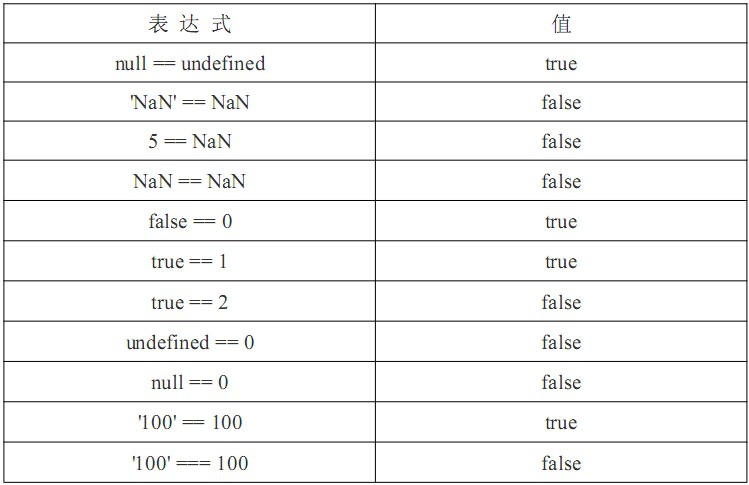 表 达 式 值
null == undefined true
'NaN' == NaN false
5 == NaN false
NaN == NaN false
false == 0 true
true == 1 true
true == 2 false
undefined == 0 false
null == 0 false
'100' == 100 true
'100' === 100 false